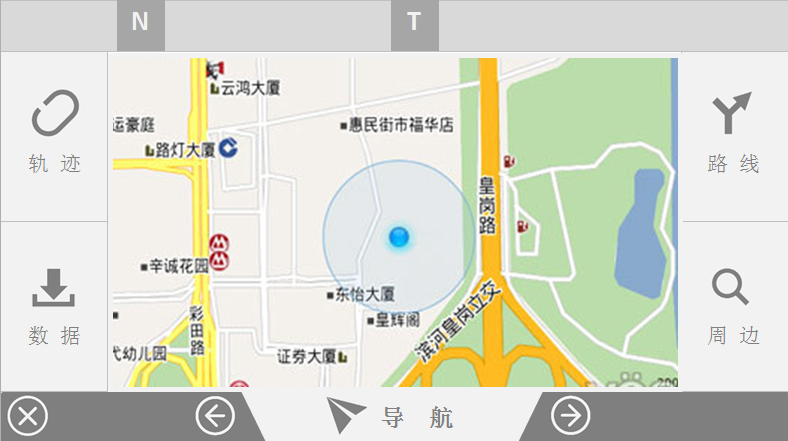 N
T
轨迹
路线
数据
周边
云鸿大厦
运豪庭
惠民街市福华店
路灯大厦
皇岗路
辛诚花园
东怡大厦
彩田路
皇辉阁
滨河皇岗立交
代幼儿园
证券大厦
导航